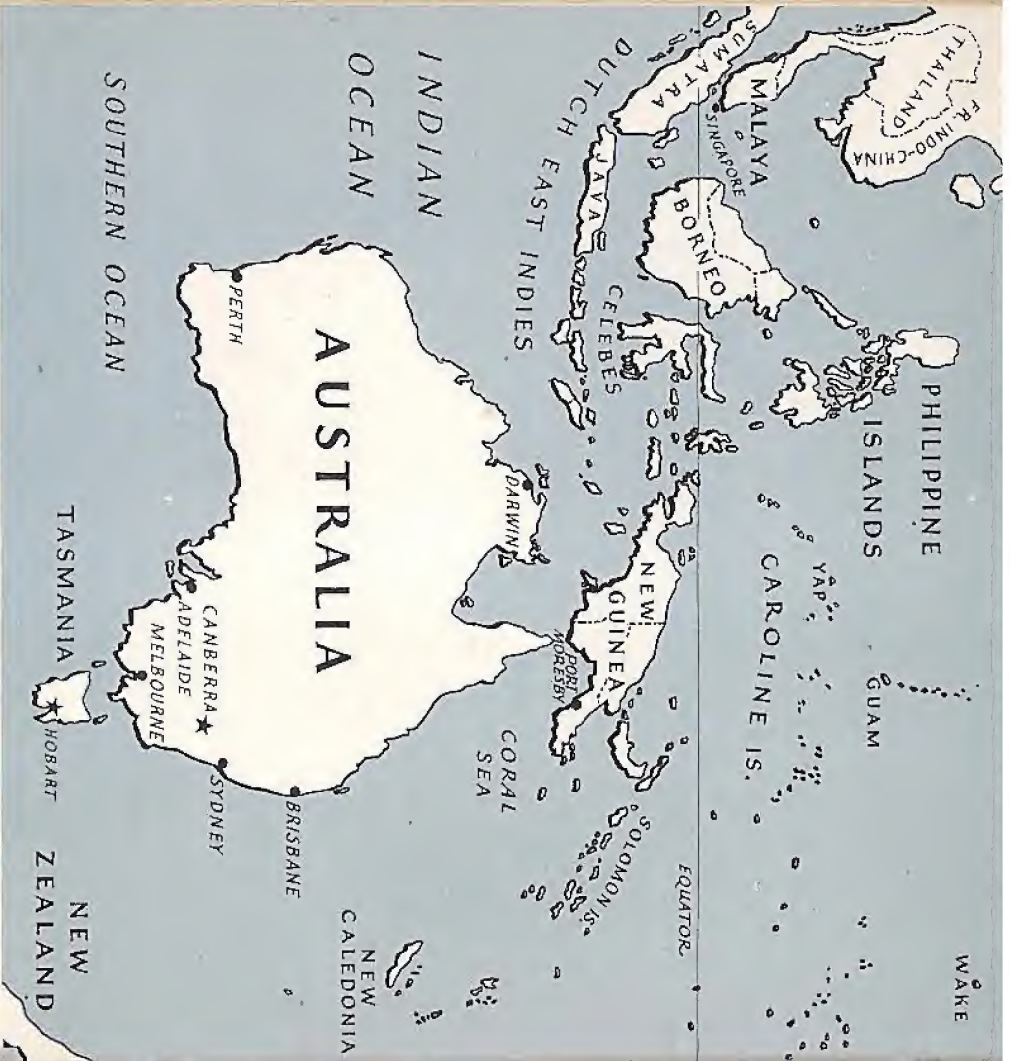 THAILAND
FR. INDO-CHINA
MALAYA
SINGAPORE
SUMATRA
DUTCH EAST INDIES
JAVA
BORNEO
CELEBES
PHILIPPINE
ISLANDS
YAP
GUAM
CAROLINE IS.
WAKE
EQUATOR
NEW
GUINEA
PORT
MORESBY
SOLOMON IS.
CORAL
SEA
INDIAN
OCEAN
DARWIN
AUSTRALIA
PERTH
BRISBANE
SYDNEY
CANBERRA
ADELAIDE
MELBOURNE
NEW
CALEDONIA
SOUTHERN OCEAN
TASMANIA
HOBART
NEW
ZEALAND